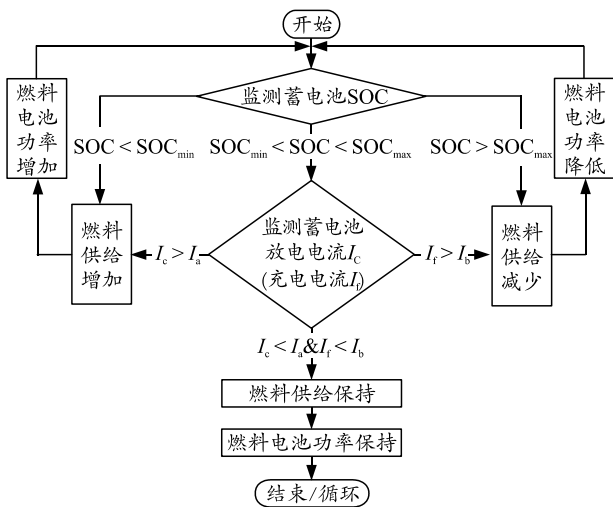 开始
监测蓄电池SOC
SOC < SOCmin
SOCmin < SOC < SOCmax
SOC > SOCmax
燃料
电池
功率
增加
燃料
电池
功率
降低
燃料
供给
增加
Ic > Ia
监测蓄电池
放电电流IC
(充电电流If)
If > Ib
燃料
供给
减少
Ic < Ia&If < Ib
燃料供给保持
燃料电池功率保持
结束/循环